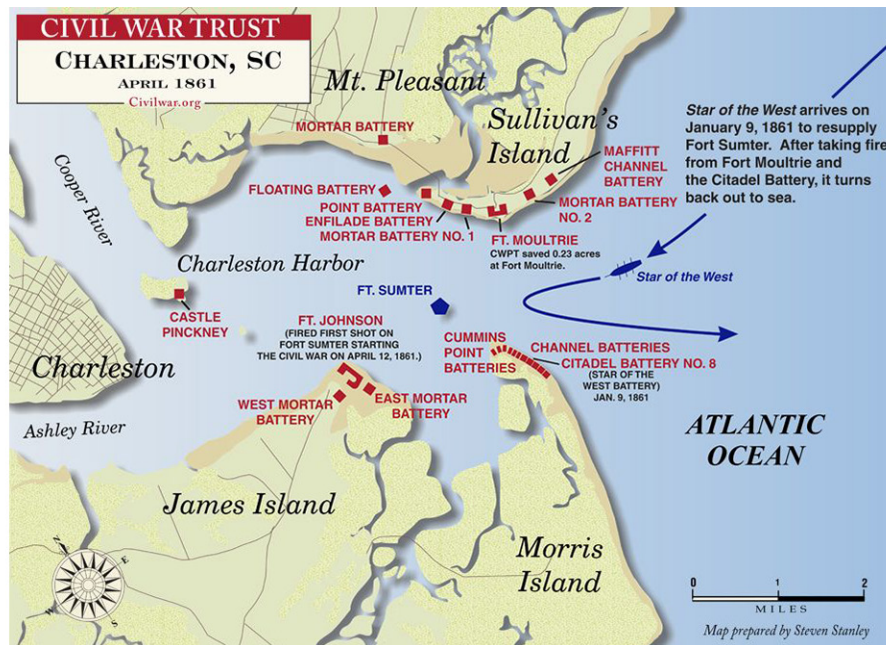 CIVIL WAR TRUST
CHARLESTON, SC
APRIL 1861
Civilwar.org
Mt. Pleasant
Sullivan's
Island
MORTAR BATTERY
FLOATING BATTERY
POINT BATTERY
ENFILADE BATTERY
MORTAR BATTERY NO. 1
MAFFITT
CHANNEL
BATTERY
MORTAR BATTERY
NO. 2
FT. MOULTRIE
CWPT saved 0.23 acres
at Fort Moultrie.
Star of the West arrives on
January 9, 1861 to resupply
Fort Sumter. After taking fire
from Fort Moultrie and
the Citadel Battery, it turns
back out to sea.
Star of the West
Cooper River
Charleston Harbor
CASTLE
PINCKNEY
FT. SUMTER
FT. JOHNSON
(FIRED FIRST SHOT ON
FORT SUMTER STARTING
THE CIVIL WAR ON APRIL 12, 1861.)
CUMMINS
POINT
BATTERIES
CHANNEL BATTERIES
CITADEL BATTERY NO. 8
(STAR OF THE
WEST BATTERY)
JAN. 9, 1861
Charleston
Ashley River
WEST MORTAR
BATTERY
EAST MORTAR
BATTERY
ATLANTIC
OCEAN
James Island
Morris
Island
N
E
S
W
0 1 2
MILES
Map prepared by Steven Stanley